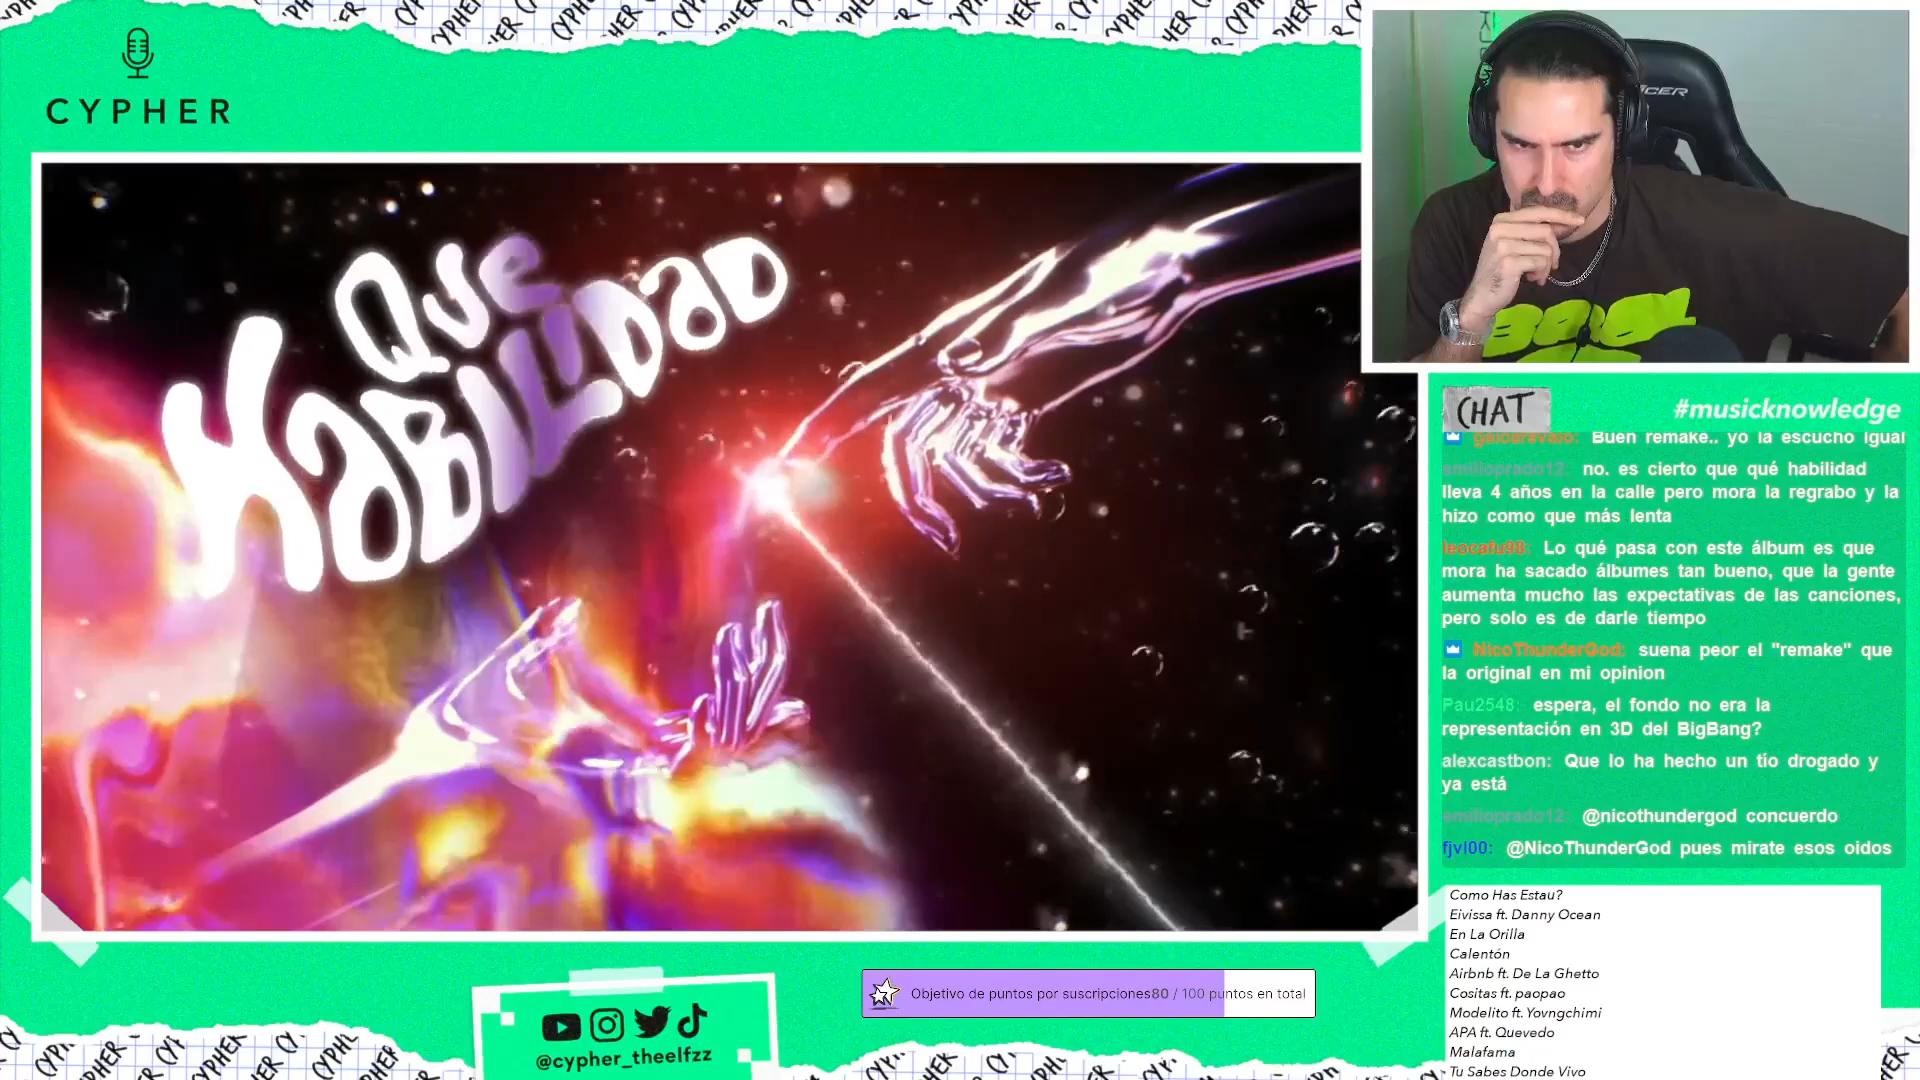 CYPHER
Que
HaBILIDaD
CHAT
#musicknowledge
galoarevalo: Buen remake.. yo la escucho igual
emilioprado12: no. es cierto que qué habilidad
lleva 4 años en la calle pero mora la regrabo y la
hizo como que más lenta
leocafu98: Lo qué pasa con este álbum es que
mora ha sacado álbumes tan bueno, que la gente
aumenta mucho las expectativas de las canciones,
pero solo es de darle tiempo
NicoThunderGod: suena peor el "remake" que
la original en mi opinion
Pau2548: espera, el fondo no era la
representación en 3D del BigBang?
alexcastbon: Que lo ha hecho un tío drogado y
ya está
emilioprado12: @nicothundergod concuerdo
fjvl00: @NicoThunderGod pues mirate esos oidos
Como Has Estau?
Eivissa ft. Danny Ocean
En La Orilla
Calentón
Airbnb ft. De La Ghetto
Cositas ft. paopao
Modelito ft. Yovngchimi
APA ft. Quevedo
Malafama
Tu Sabes Donde Vivo
Objetivo de puntos por suscripciones80 / 100 puntos en total
@cypher_theelfzz